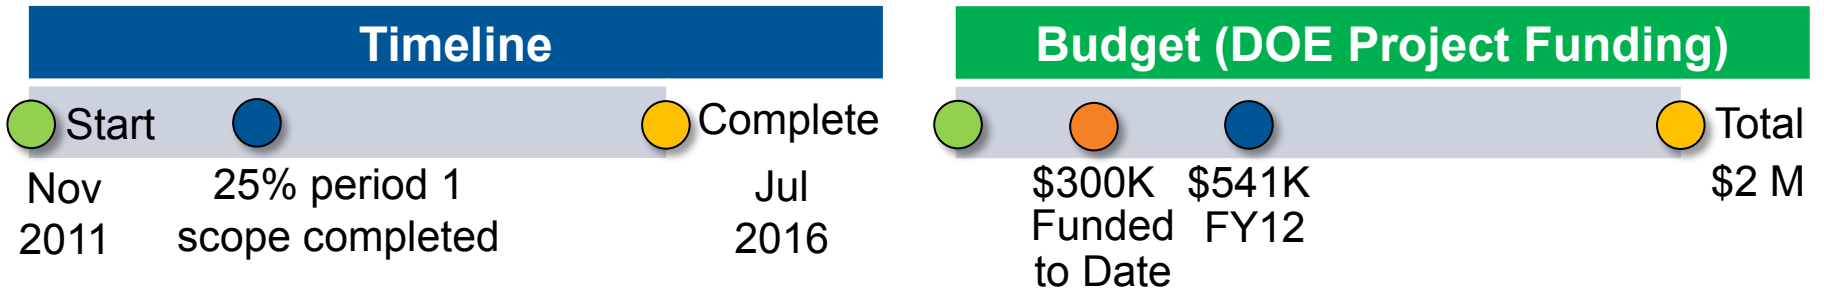 Timeline
Start
Complete
Nov
2011
25% period 1
scope completed
Jul
2016
Budget (DOE Project Funding)
Total
$300K
Funded
to Date
$541K
FY12
$2 M